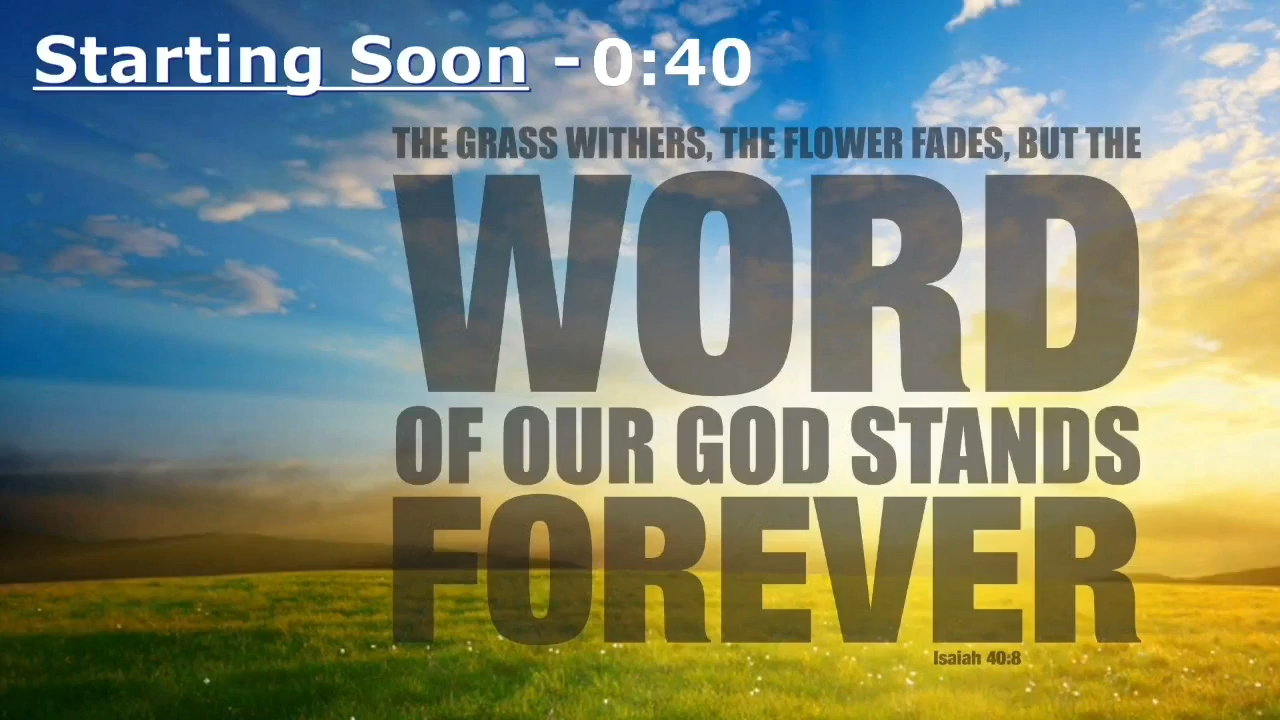 Starting Soon - 0:40
THE GRASS WITHERS, THE FLOWER FADES, BUT THE
WORD
OF OUR GOD STANDS
FOREVER
Isaiah 40:8